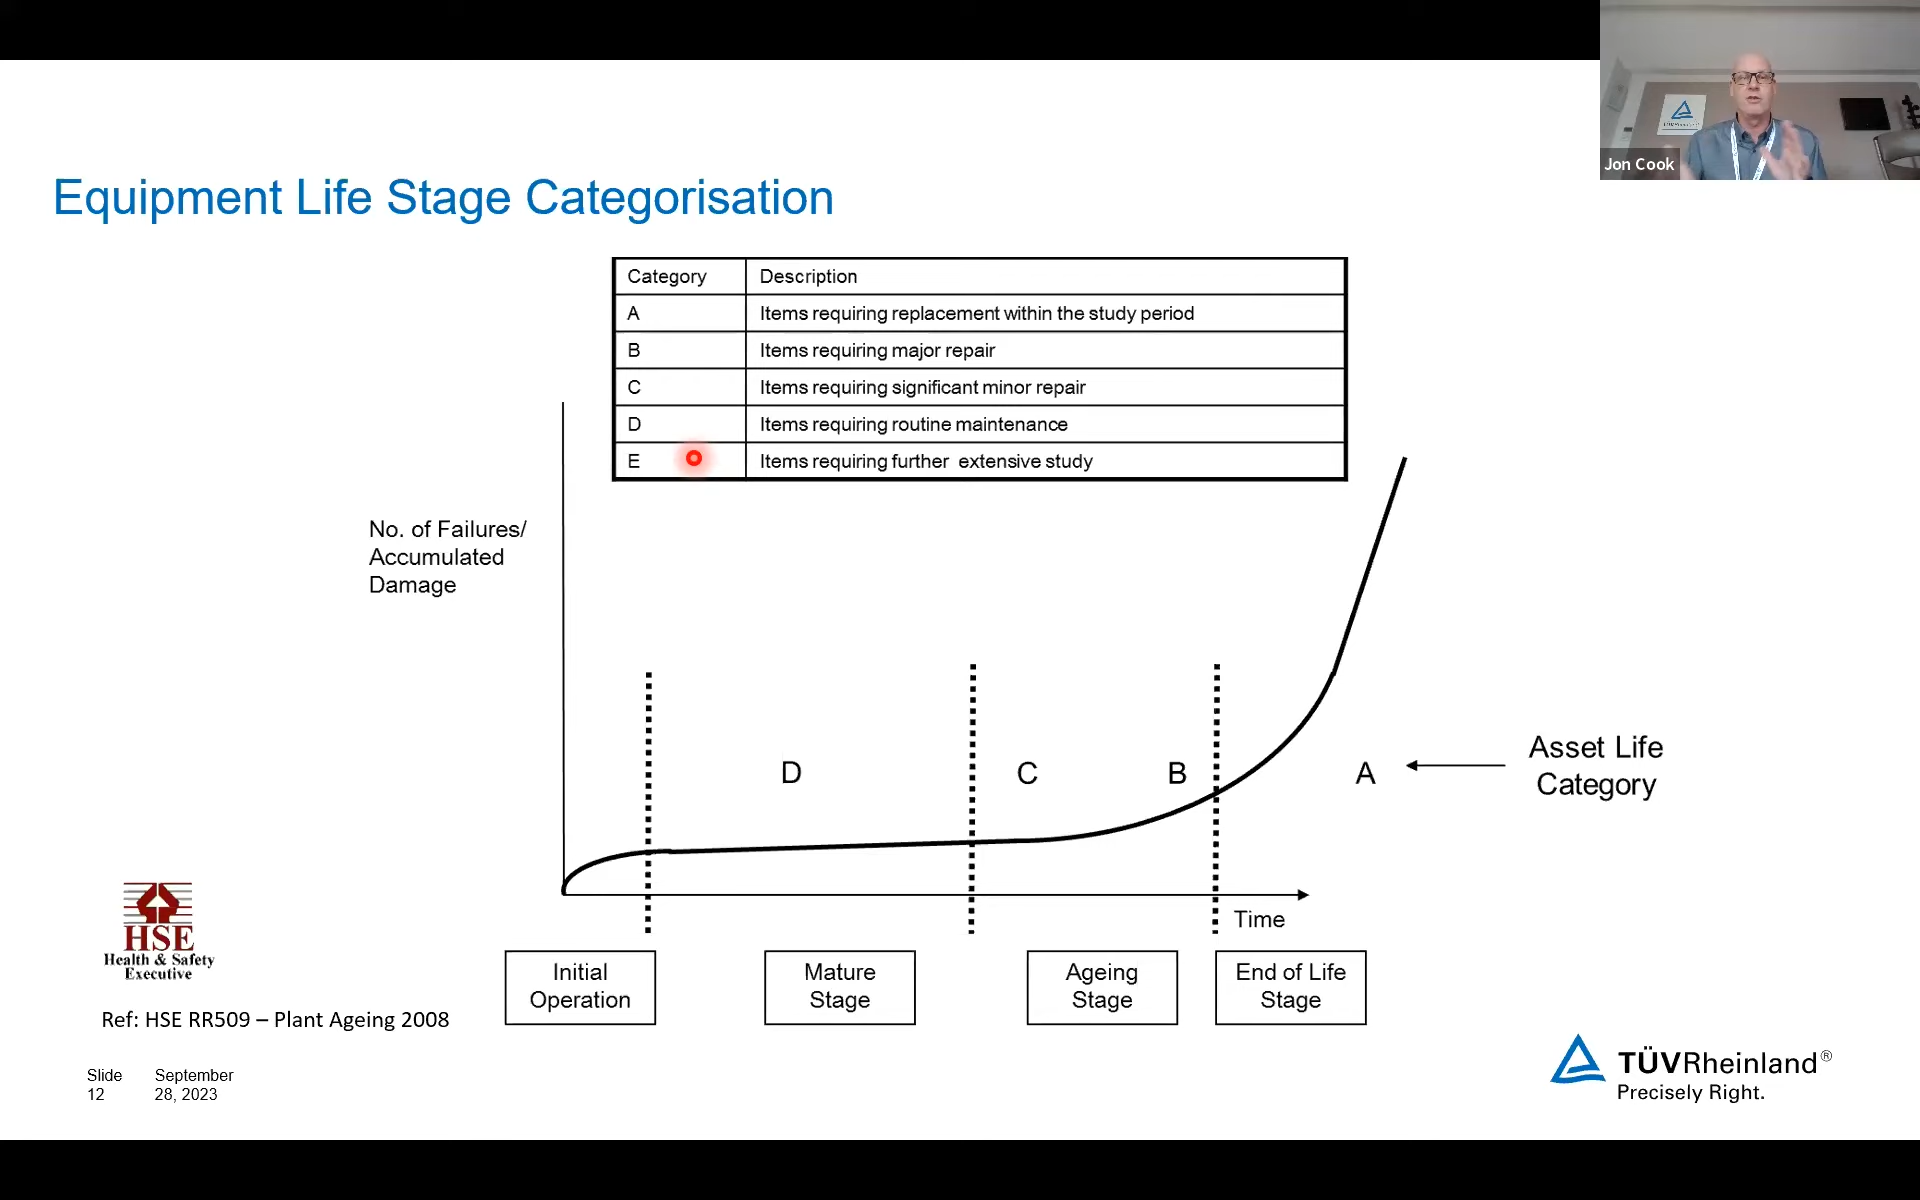 Jon Cook
Equipment Life Stage Categorisation
Category Description
A Items requiring replacement within the study period
B Items requiring major repair
C Items requiring significant minor repair
D Items requiring routine maintenance
E Items requiring further extensive study
No. of Failures/
Accumulated
Damage
D C B A
Asset Life
Category
Time
Initial
Operation
Mature
Stage
Ageing
Stage
End of Life
Stage
HSE
Health & Safety
Executive
Ref: HSE RR509 – Plant Ageing 2008
Slide
12
September
28, 2023
TÜVRheinland®
Precisely Right.